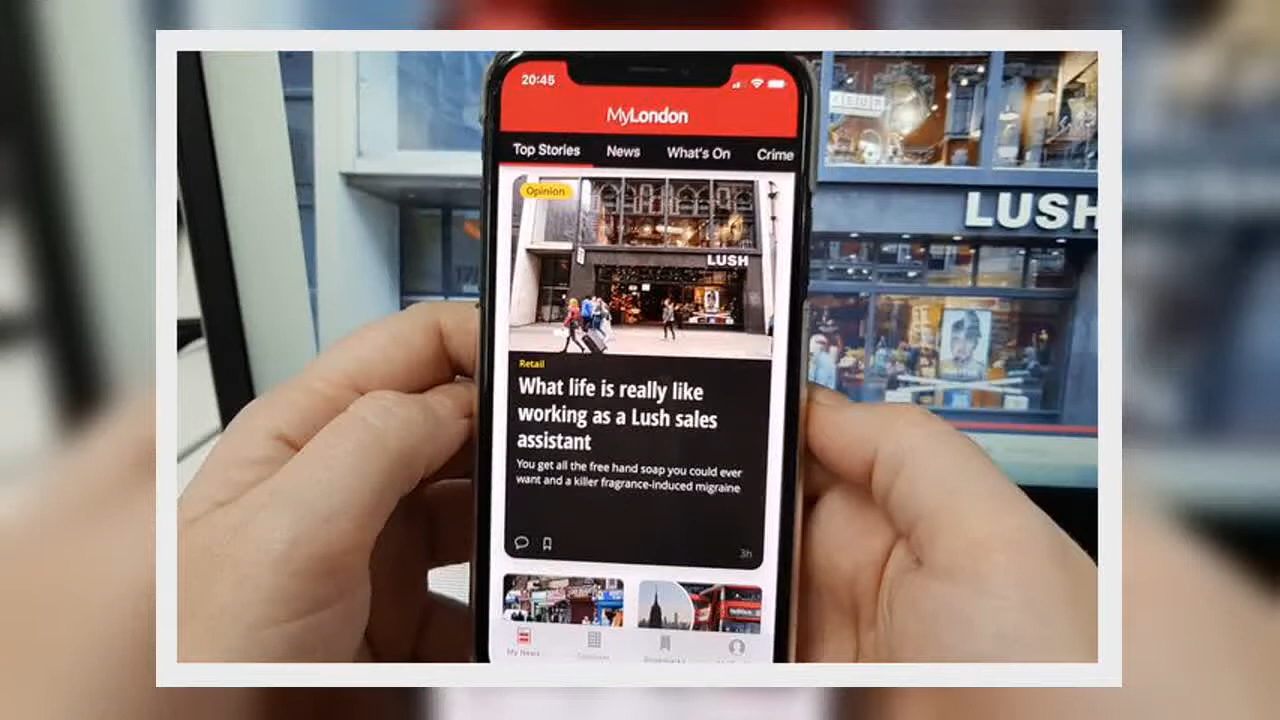 20:45
MyLondon
Top Stories News What's On Crime
Opinion
LUSH
LUSH
Retail
What life is really like
working as a Lush sales
assistant
You get all the free hand soap you could ever
want and a killer fragrance-induced migraine
3h
My News